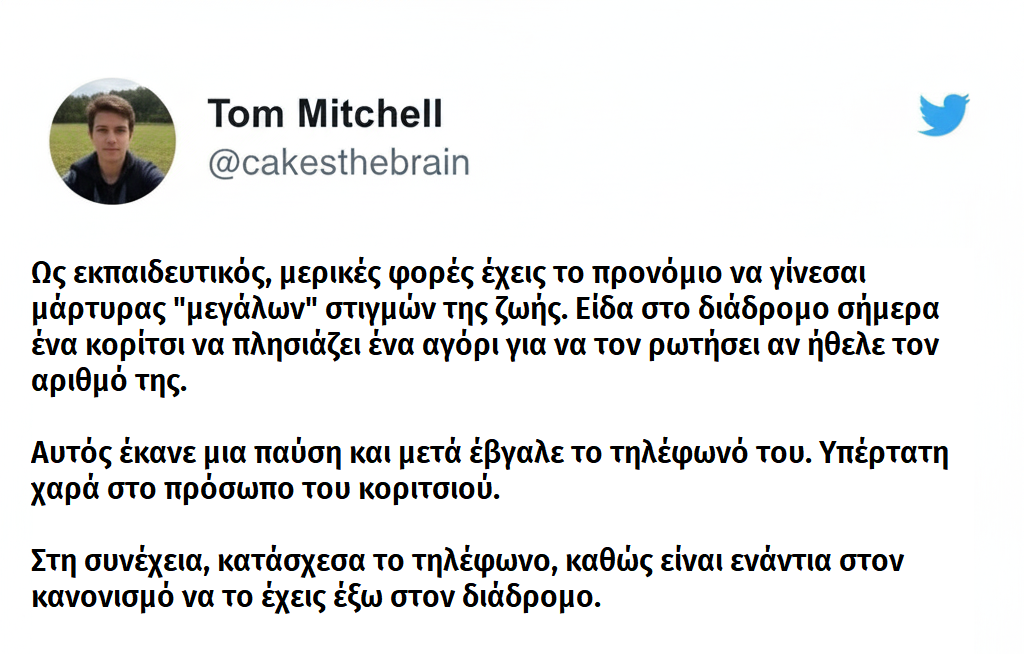 Tom Mitchell
@cakesthebrain
Ως εκπαιδευτικός, μερικές φορές έχεις το προνόμιο να γίνεσαι
μάρτυρας "μεγάλων" στιγμών της ζωής. Είδα στο διάδρομο σήμερα
ένα κορίτσι να πλησιάζει ένα αγόρι για να τον ρωτήσει αν ήθελε τον
αριθμό της.
Αυτός έκανε μια παύση και μετά έβγαλε το τηλέφωνό του. Υπέρτατη
χαρά στο πρόσωπο του κοριτσιού.
Στη συνέχεια, κατάσχεσα το τηλέφωνο, καθώς είναι ενάντια στον
κανονισμό να το έχεις έξω στον διάδρομο.